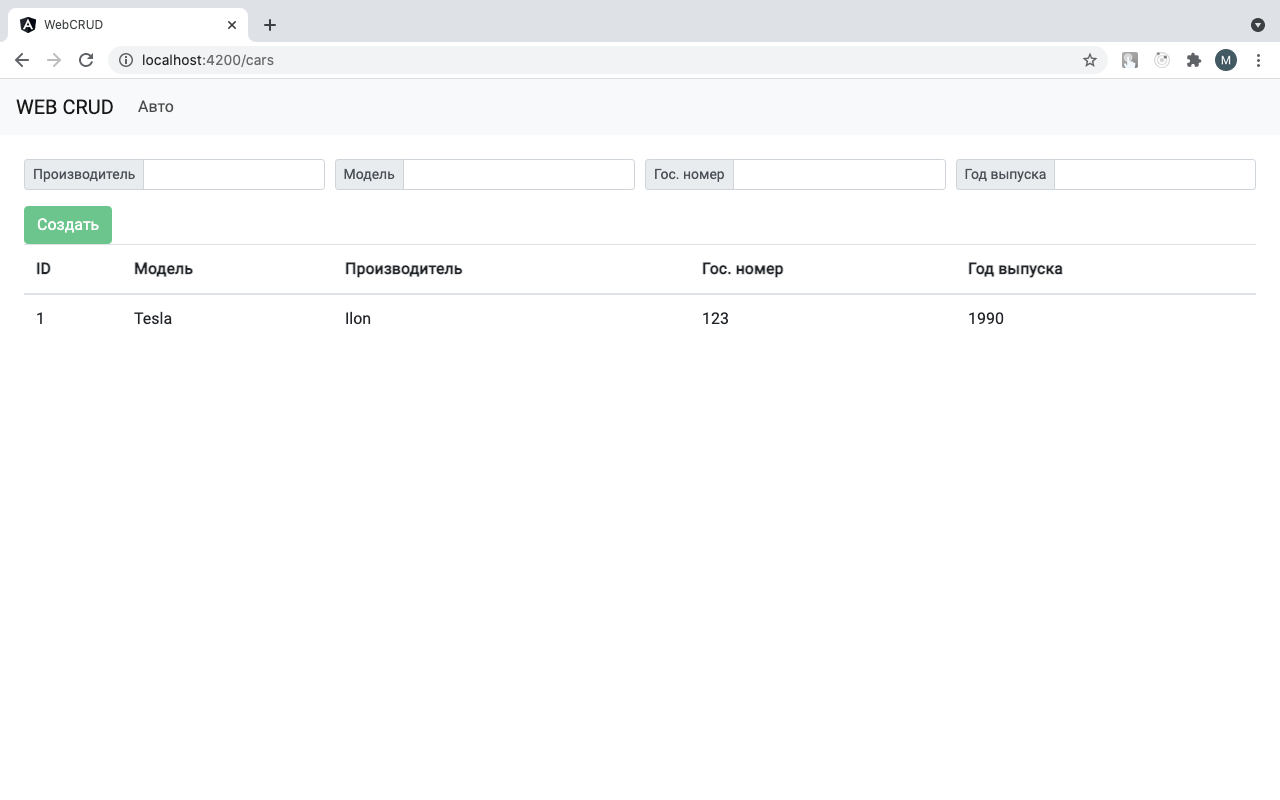 WebCRUD
localhost:4200/cars
M
WEB CRUD Авто
Производитель Модель Гос. номер Год выпуска
Создать
ID Модель Производитель Гос. номер Год выпуска
1 Tesla Ilon 123 1990